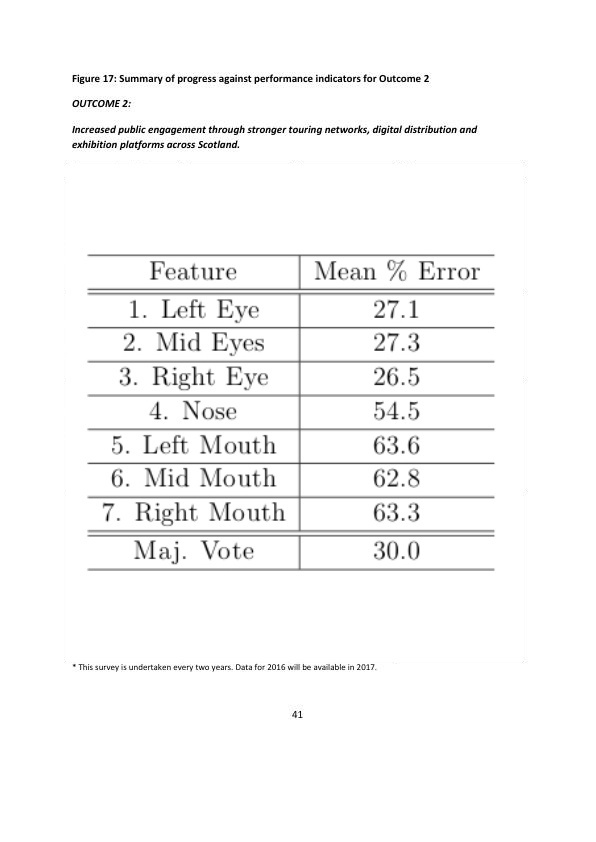 Figure 17: Summary of progress against performance indicators for Outcome 2
OUTCOME 2:
Increased public engagement through stronger touring networks, digital distribution and
exhibition platforms across Scotland.
Feature Mean % Error
1. Left Eye 27.1
2. Mid Eyes 27.3
3. Right Eye 26.5
4. Nose 54.5
5. Left Mouth 63.6
6. Mid Mouth 62.8
7. Right Mouth 63.3
Maj. Vote 30.0
* This survey is undertaken every two years. Data for 2016 will be available in 2017.
41